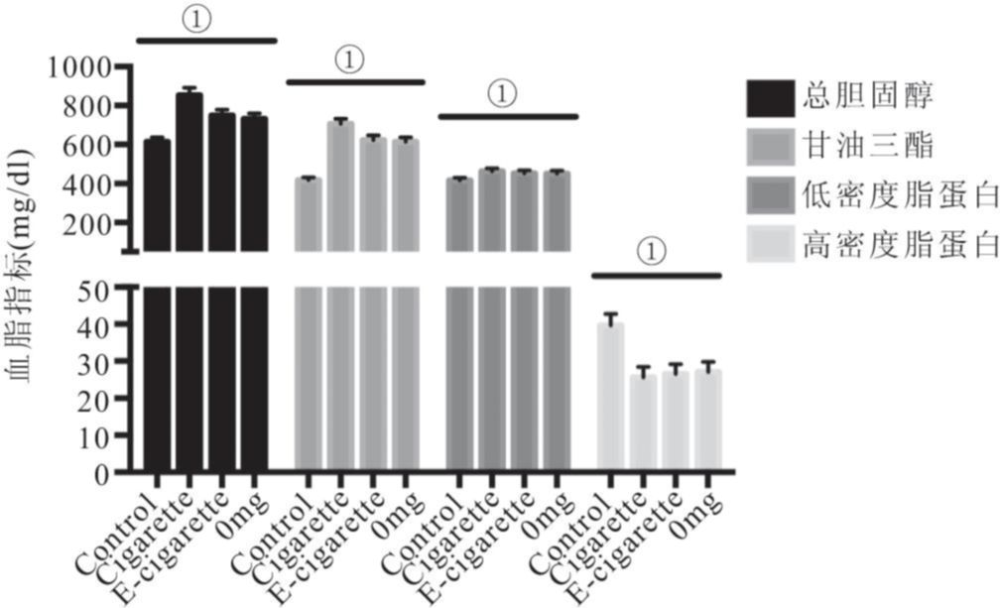 ①
①
①
①
1000
800
600
400
200
50
40
30
20
10
0
血脂指标(mg/dl)
总胆固醇
甘油三酯
低密度脂蛋白
高密度脂蛋白
Control
Cigarette
E-cigarette
0mg
Control
Cigarette
E-cigarette
0mg
Control
Cigarette
E-cigarette
0mg
Control
Cigarette
E-cigarette
0mg